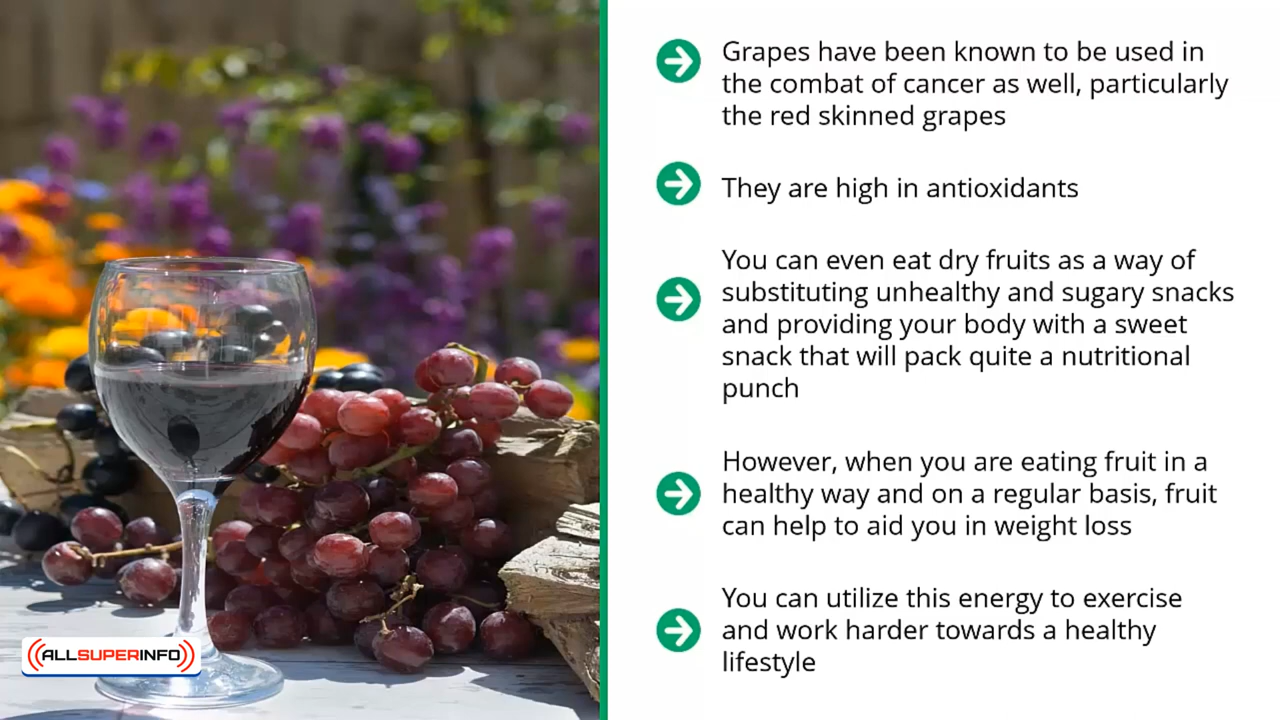 Grapes have been known to be used in
the combat of cancer as well, particularly
the red skinned grapes
They are high in antioxidants
You can even eat dry fruits as a way of
substituting unhealthy and sugary snacks
and providing your body with a sweet
snack that will pack quite a nutritional
punch
However, when you are eating fruit in a
healthy way and on a regular basis, fruit
can help to aid you in weight loss
You can utilize this energy to exercise
and work harder towards a healthy
lifestyle
ALLSUPERINFO